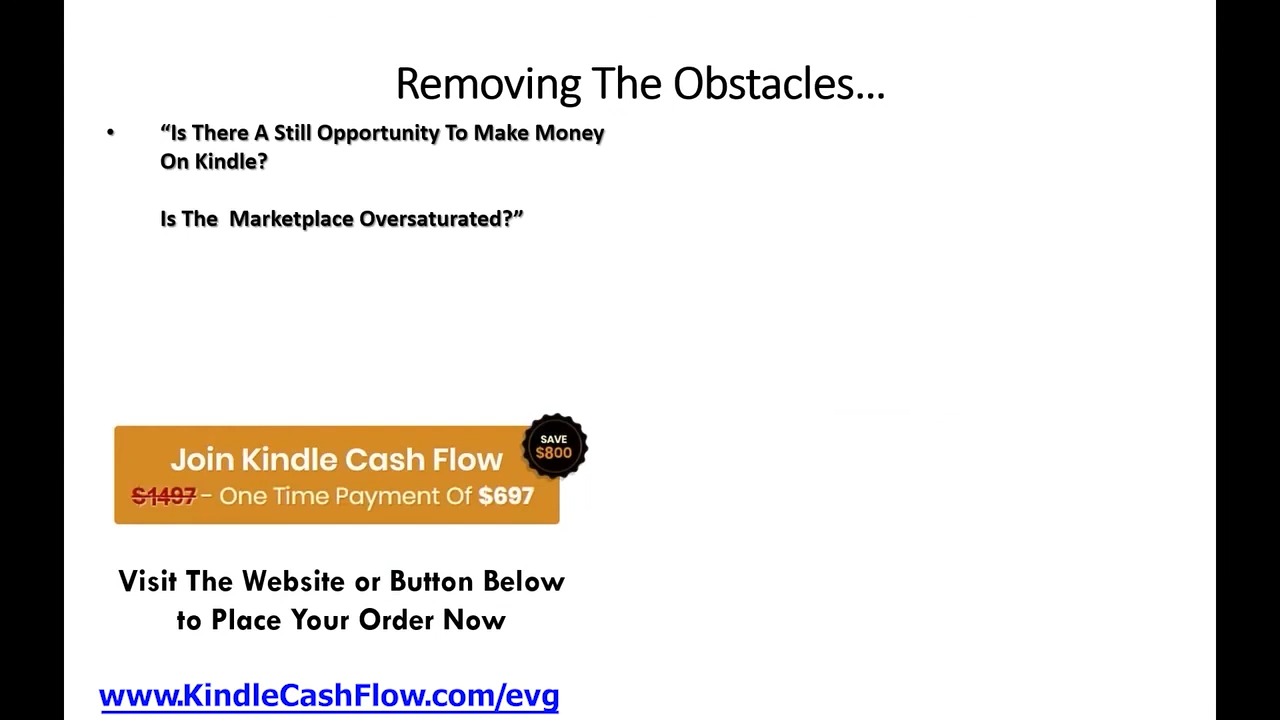 Removing The Obstacles...
• “Is There A Still Opportunity To Make Money
On Kindle?
Is The  Marketplace Oversaturated?”
SAVE
$800
Join Kindle Cash Flow
$1497 - One Time Payment Of $697
Visit The Website or Button Below
to Place Your Order Now
www.KindleCashFlow.com/evg